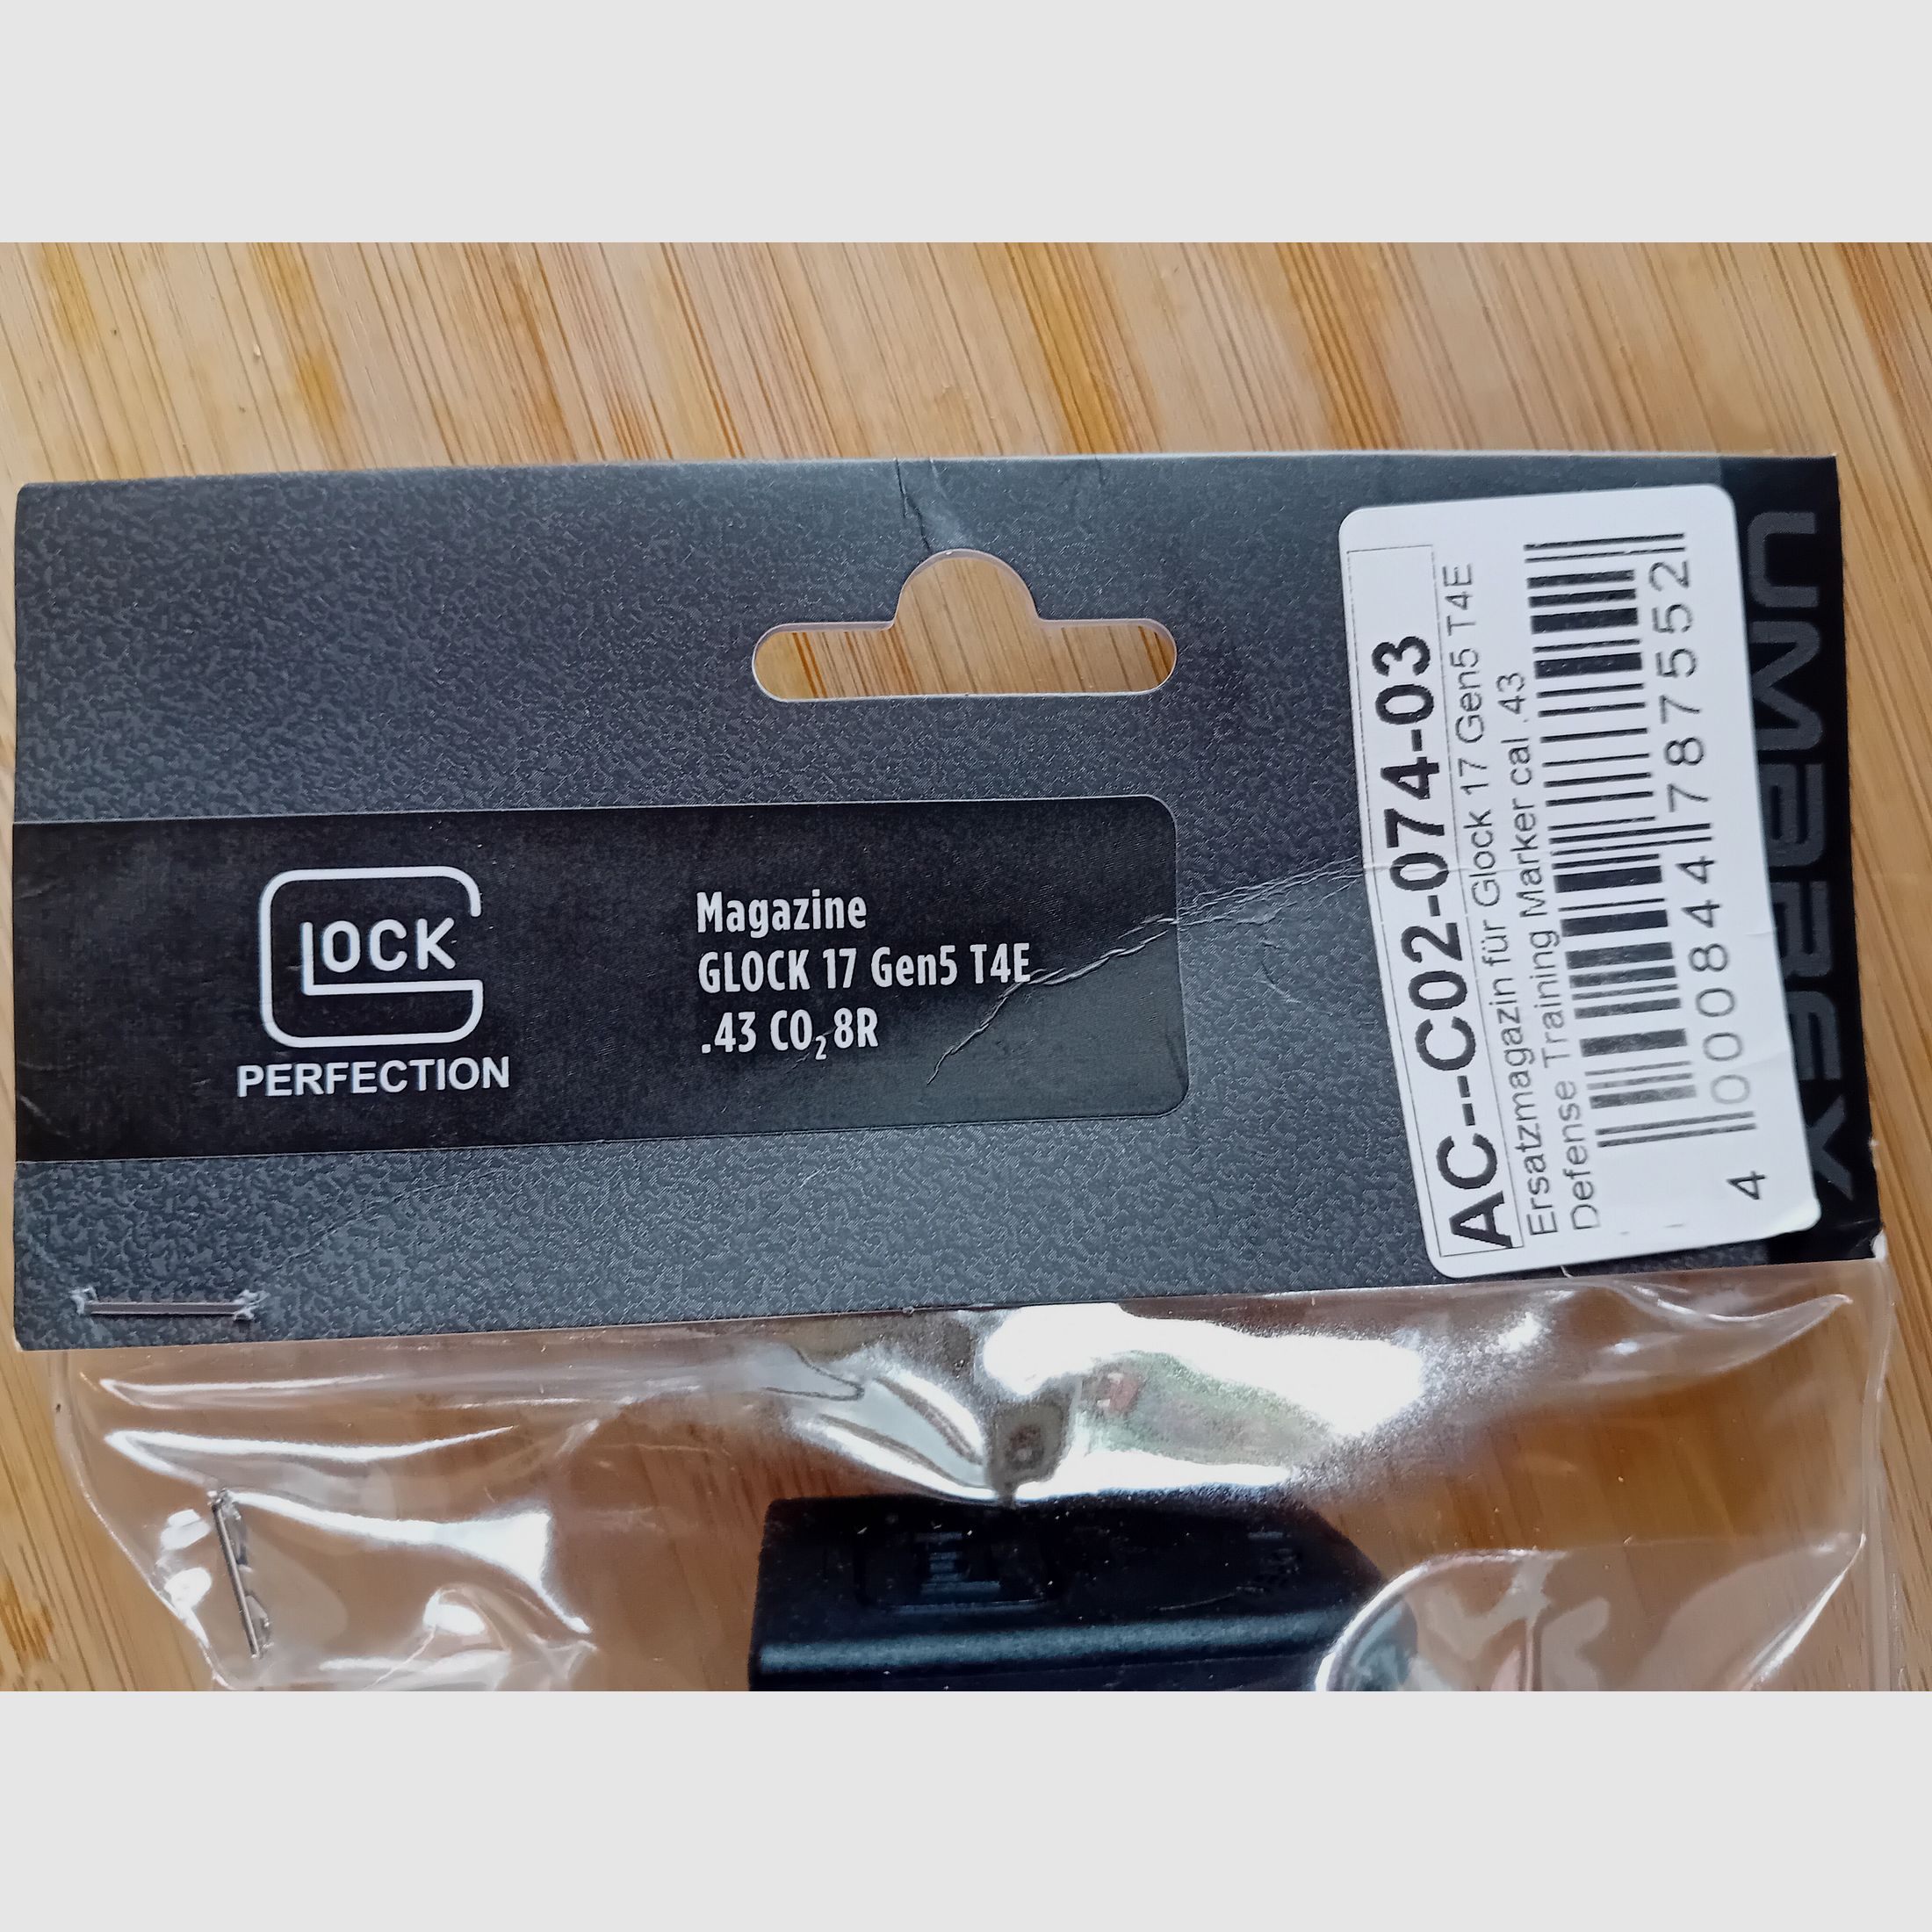 GLOCK
PERFECTION
Magazine
GLOCK 17 Gen5 T4E
.43 CO₂ 8R
AC--C02-074-03
Ersatzmagazin für Glock 17 Gen5 T4E
Defense Training Marker cal .43
4 000844 787552
UMAREX